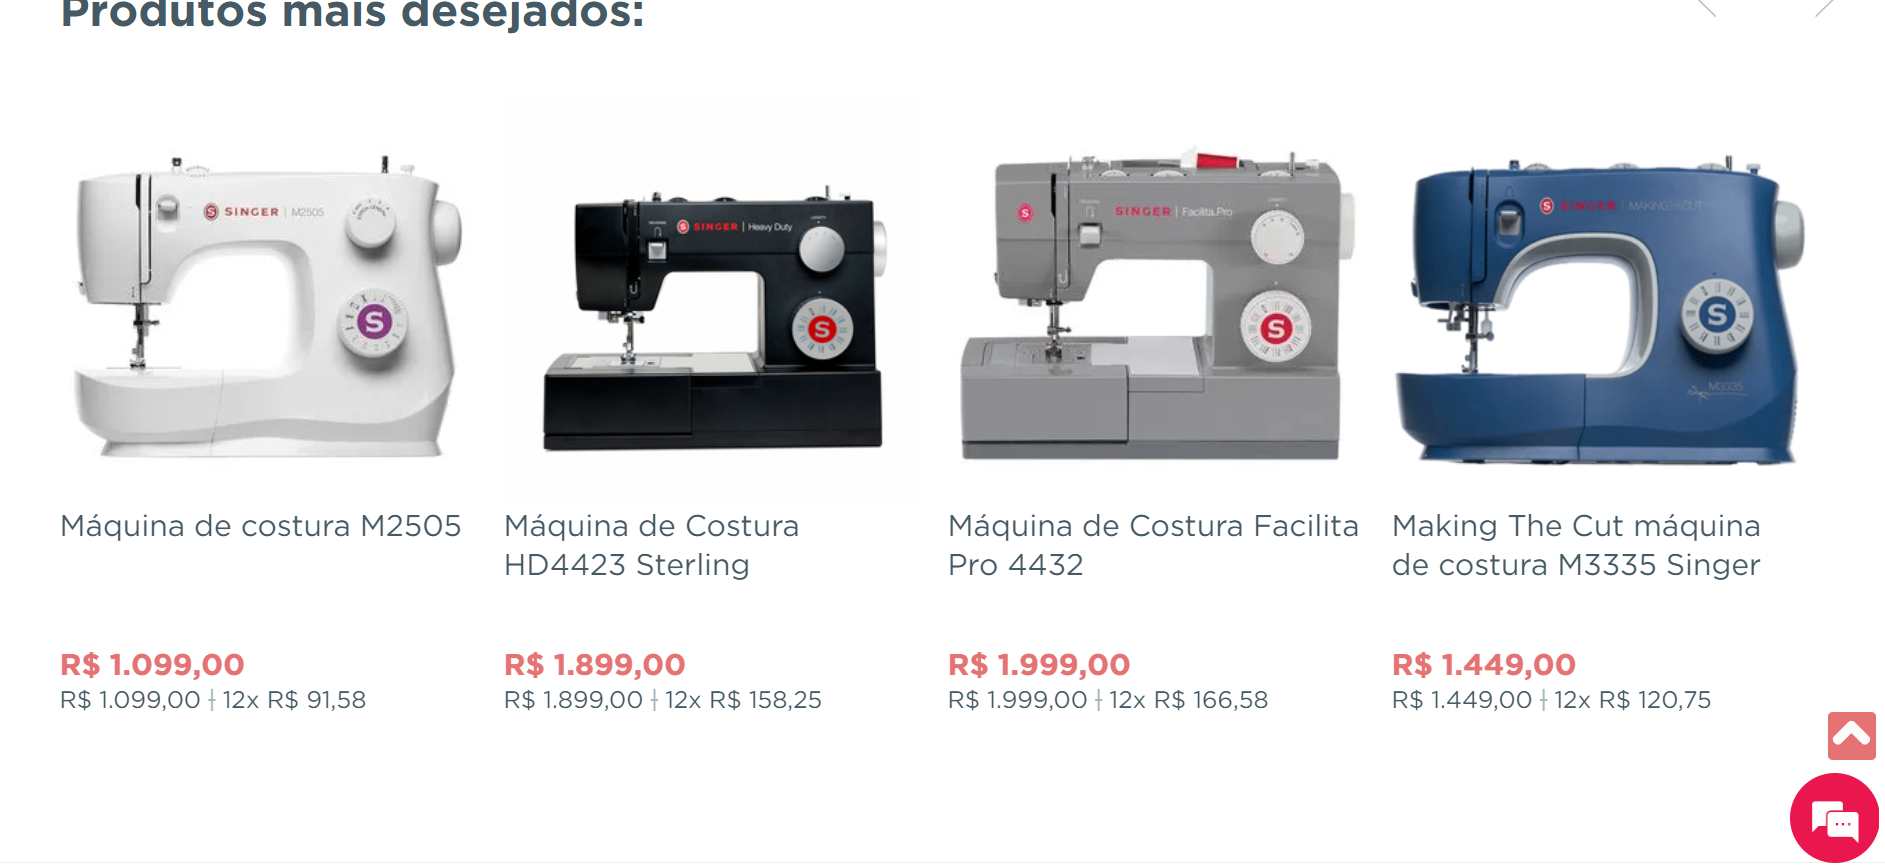 Produtos mais desejados:
SINGER | M2505
S
SINGER | Heavy Duty
REVERSE
LENGTH
S
S
SINGER | Facilita.Pro
S
S SINGER | MAKING THE CUT
S
M3335
Máquina de costura M2505
Máquina de Costura
HD4423 Sterling
Máquina de Costura Facilita
Pro 4432
Making The Cut máquina
de costura M3335 Singer
R$ 1.099,00
R$ 1.099,00 | 12x R$ 91,58
R$ 1.899,00
R$ 1.899,00 | 12x R$ 158,25
R$ 1.999,00
R$ 1.999,00 | 12x R$ 166,58
R$ 1.449,00
R$ 1.449,00 | 12x R$ 120,75